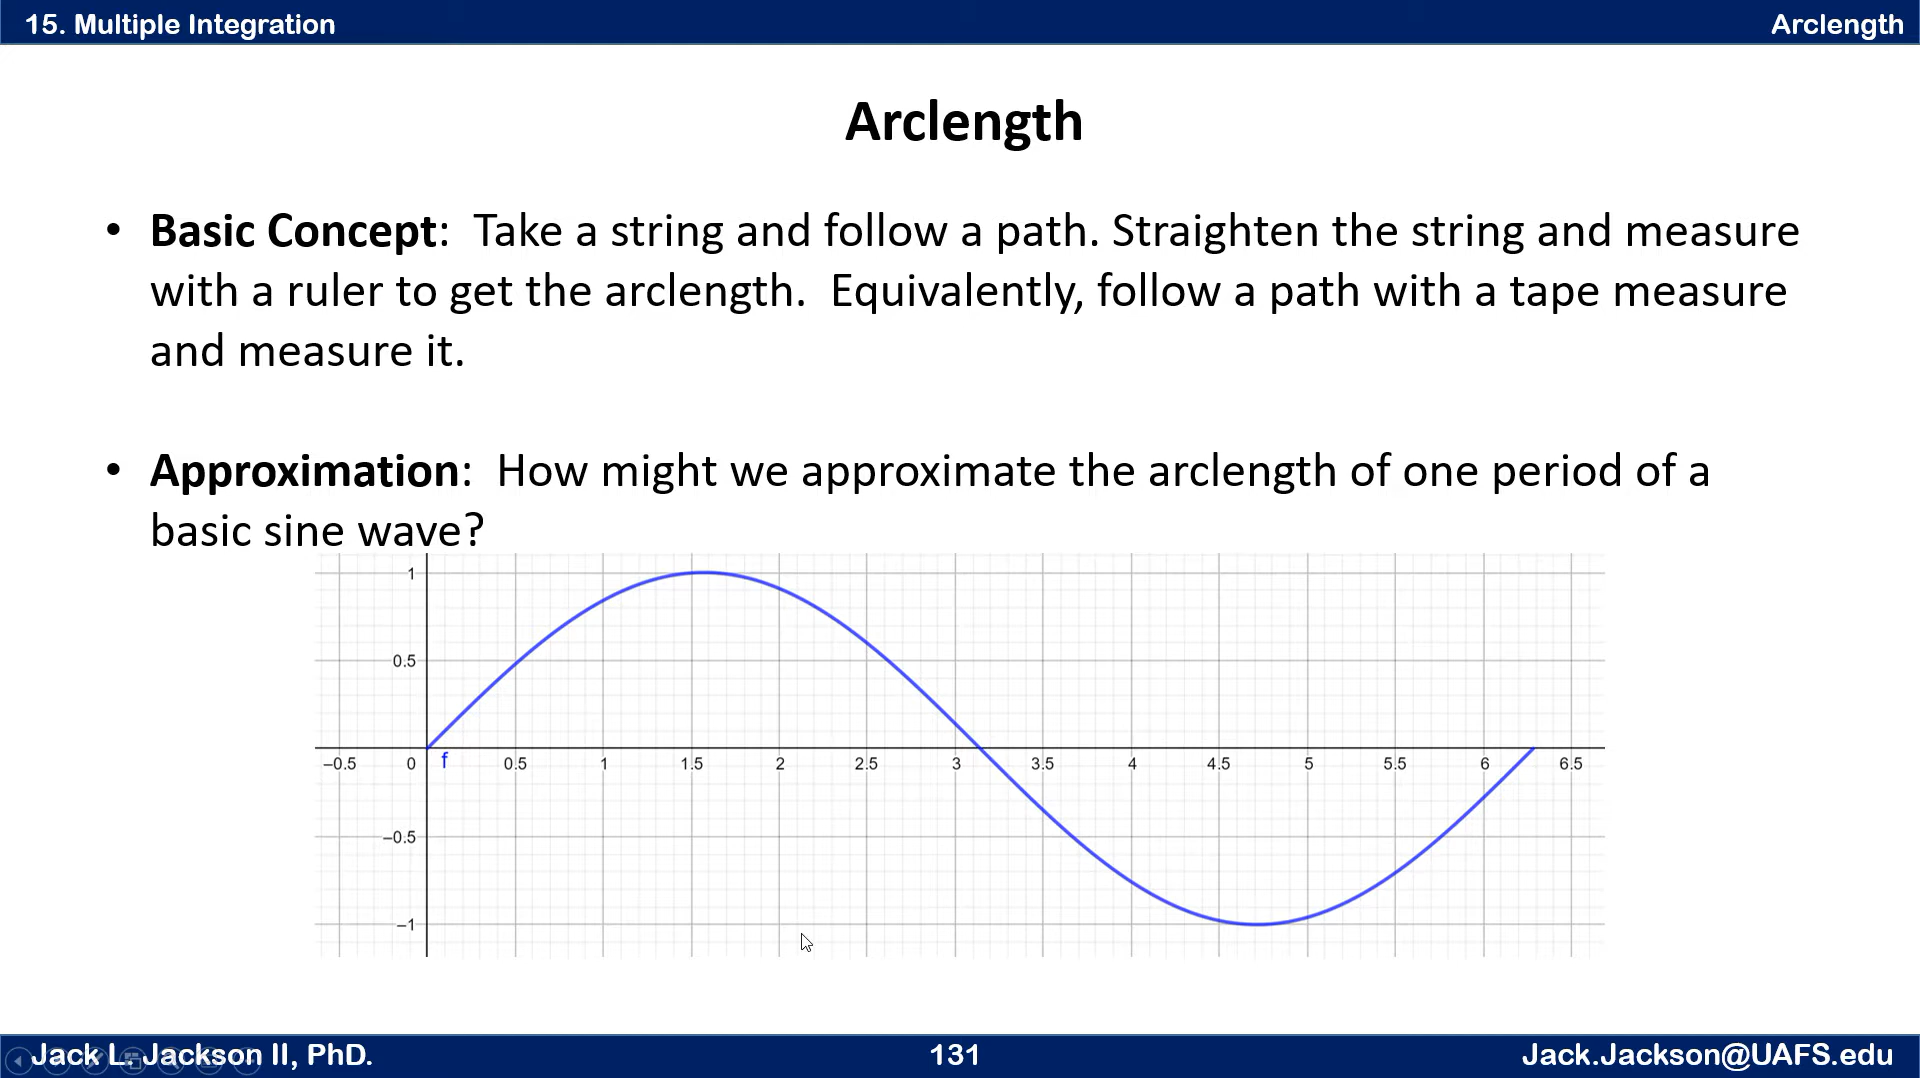 15. Multiple Integration
Arclength
Arclength
• Basic Concept:  Take a string and follow a path. Straighten the string and measure
with a ruler to get the arclength.  Equivalently, follow a path with a tape measure
and measure it.
• Approximation:  How might we approximate the arclength of one period of a
basic sine wave?
1
0.5
−0.5 0 f 0.5 1 1.5 2 2.5 3 3.5 4 4.5 5 5.5 6 6.5
−0.5
−1
Jack L. Jackson II, PhD.
131
Jack.Jackson@UAFS.edu